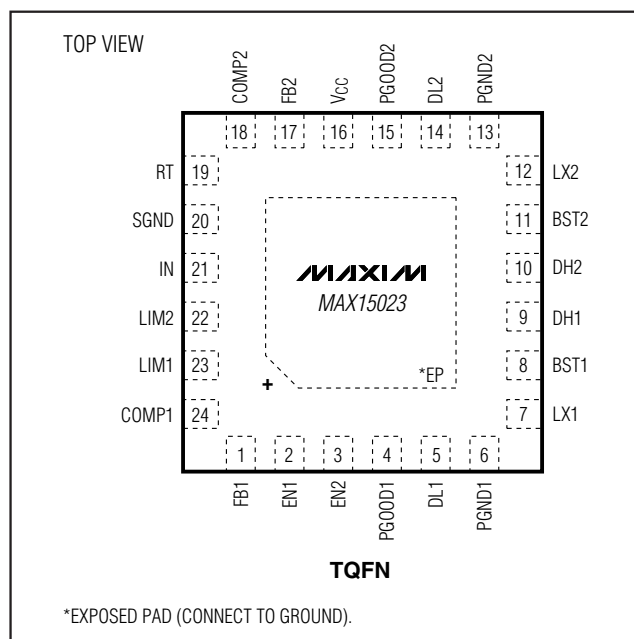 TOP VIEW
COMP2
FB2
VCC
PGOOD2
DL2
PGND2
18
17
16
15
14
13
RT 19
12 LX2
SGND 20
11 BST2
IN 21
MAXIM
10 DH2
MAX15023
LIM2 22
9 DH1
LIM1 23
*EP
8 BST1
+
COMP1 24
7 LX1
1
2
3
4
5
6
FB1
EN1
EN2
PGOOD1
DL1
PGND1
TQFN
*EXPOSED PAD (CONNECT TO GROUND).